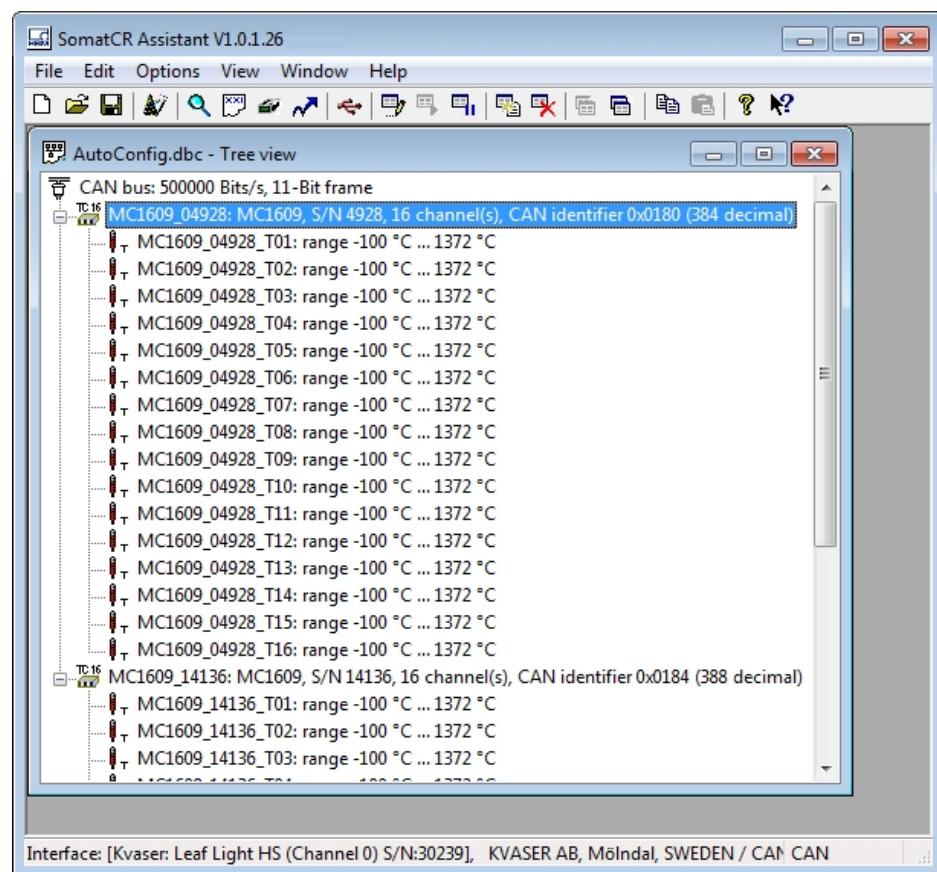 SomatCR Assistant V1.0.1.26
File Edit Options View Window Help
AutoConfig.dbc - Tree view
CAN bus: 500000 Bits/s, 11-Bit frame
TC 16 MC1609_04928: MC1609, S/N 4928, 16 channel(s), CAN identifier 0x0180 (384 decimal)
T MC1609_04928_T01: range -100 °C ... 1372 °C
T MC1609_04928_T02: range -100 °C ... 1372 °C
T MC1609_04928_T03: range -100 °C ... 1372 °C
T MC1609_04928_T04: range -100 °C ... 1372 °C
T MC1609_04928_T05: range -100 °C ... 1372 °C
T MC1609_04928_T06: range -100 °C ... 1372 °C
T MC1609_04928_T07: range -100 °C ... 1372 °C
T MC1609_04928_T08: range -100 °C ... 1372 °C
T MC1609_04928_T09: range -100 °C ... 1372 °C
T MC1609_04928_T10: range -100 °C ... 1372 °C
T MC1609_04928_T11: range -100 °C ... 1372 °C
T MC1609_04928_T12: range -100 °C ... 1372 °C
T MC1609_04928_T13: range -100 °C ... 1372 °C
T MC1609_04928_T14: range -100 °C ... 1372 °C
T MC1609_04928_T15: range -100 °C ... 1372 °C
T MC1609_04928_T16: range -100 °C ... 1372 °C
TC 16 MC1609_14136: MC1609, S/N 14136, 16 channel(s), CAN identifier 0x0184 (388 decimal)
T MC1609_14136_T01: range -100 °C ... 1372 °C
T MC1609_14136_T02: range -100 °C ... 1372 °C
T MC1609_14136_T03: range -100 °C ... 1372 °C
Interface: [Kvaser: Leaf Light HS (Channel 0) S/N:30239], KVASER AB, Mölndal, SWEDEN / CAN CAN